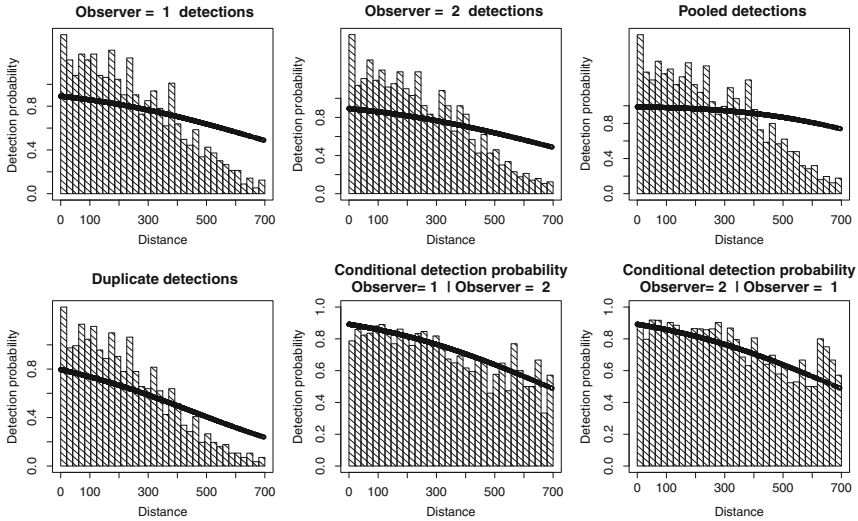 Observer = 1 detections
Detection probability
0.0 0.4 0.8
0 100 300 500 700
Distance
Observer = 2 detections
Detection probability
0.0 0.4 0.8
0 100 300 500 700
Distance
Pooled detections
Detection probability
0.0 0.4 0.8
0 100 300 500 700
Distance
Duplicate detections
Detection probability
0.0 0.4 0.8
0 100 300 500 700
Distance
Conditional detection probability
Observer= 1 | Observer = 2
Detection probability
0.0 0.2 0.4 0.6 0.8 1.0
0 100 300 500 700
Distance
Conditional detection probability
Observer= 2 | Observer = 1
Detection probability
0.0 0.2 0.4 0.6 0.8 1.0
0 100 300 500 700
Distance